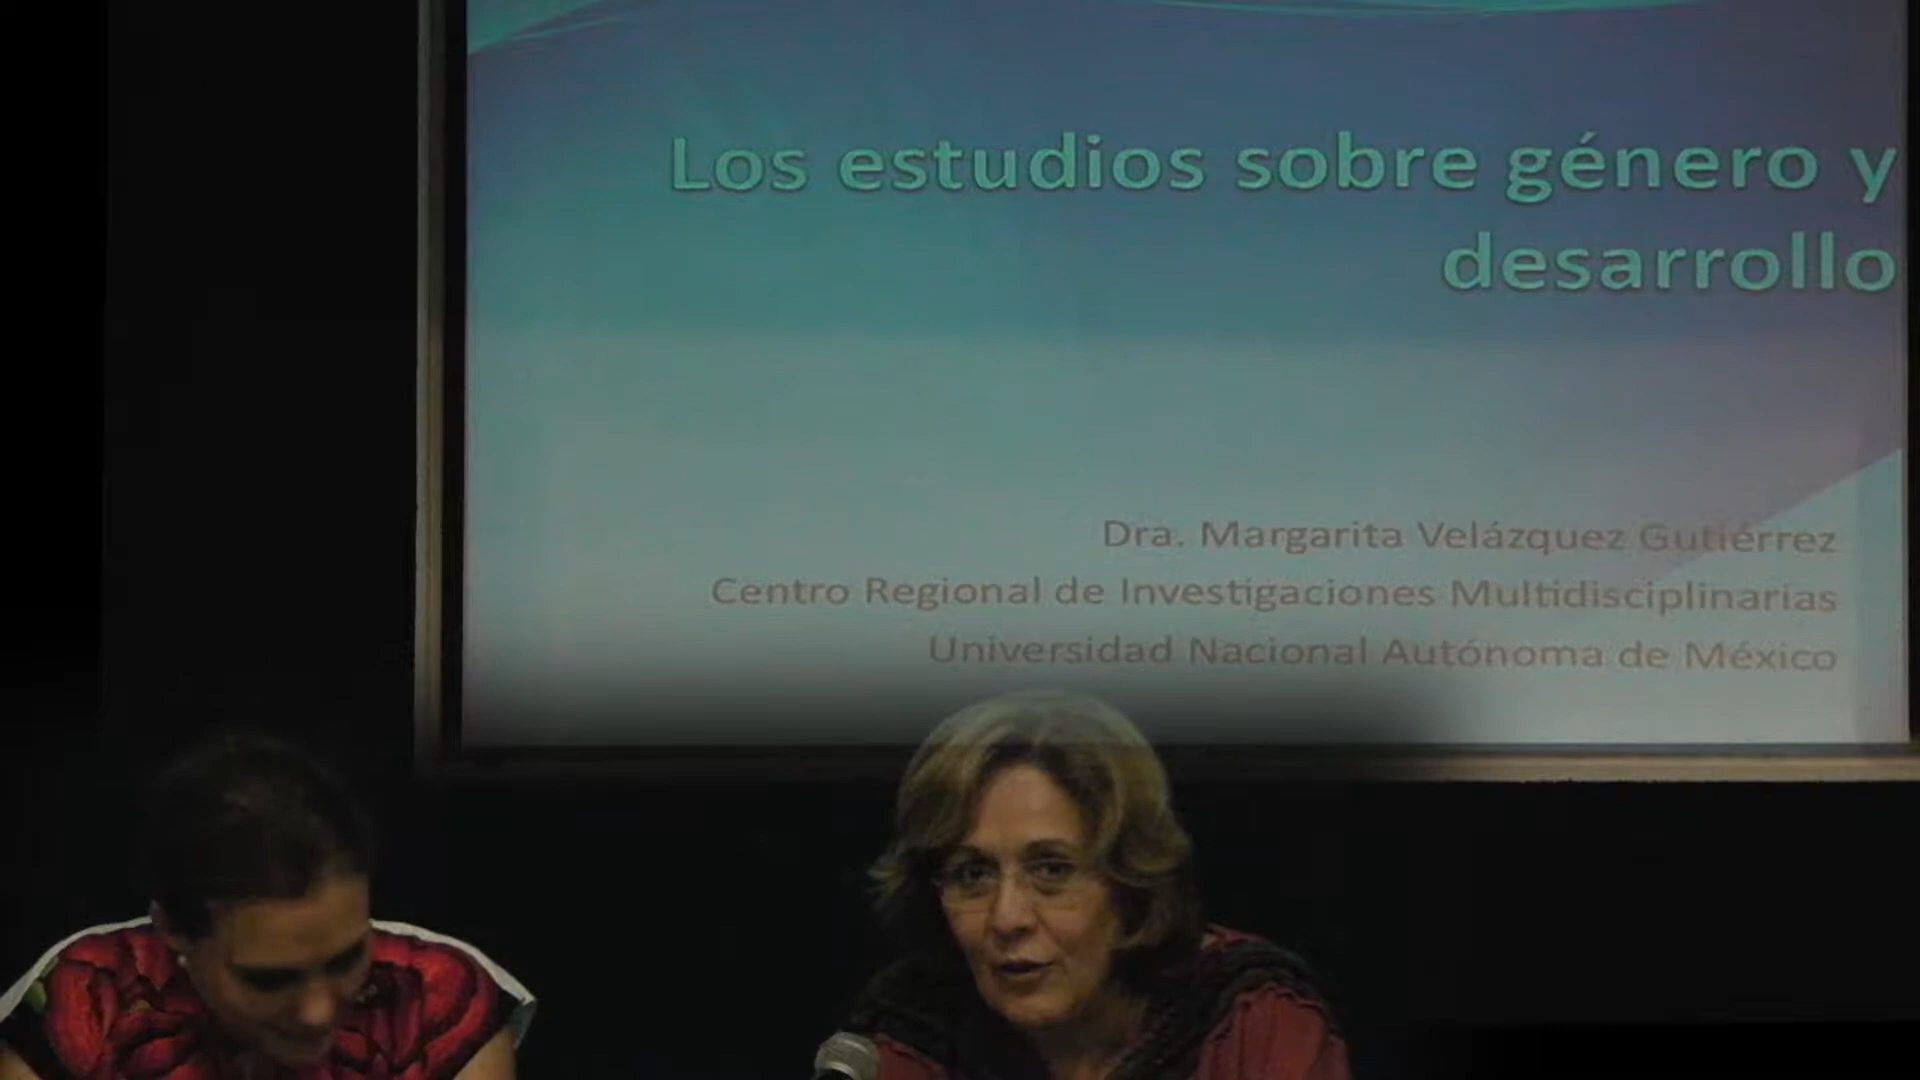 Los estudios sobre género y
desarrollo
Dra. Margarita Velázquez Gutiérrez
Centro Regional de Investigaciones Multidisciplinarias
Universidad Nacional Autónoma de México